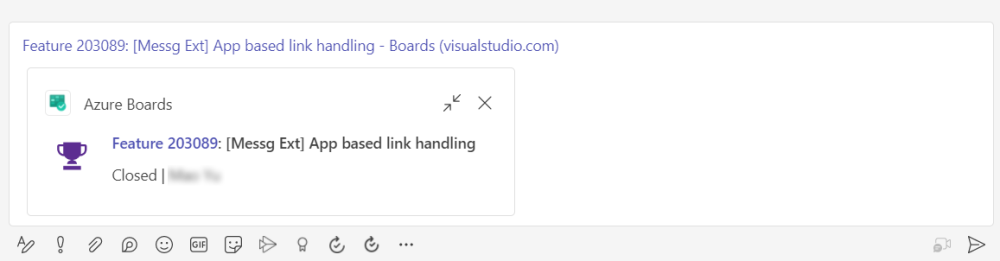 Feature 203089: [Messg Ext] App based link handling - Boards (visualstudio.com)
Azure Boards
Feature 203089: [Messg Ext] App based link handling
Closed |
GIF